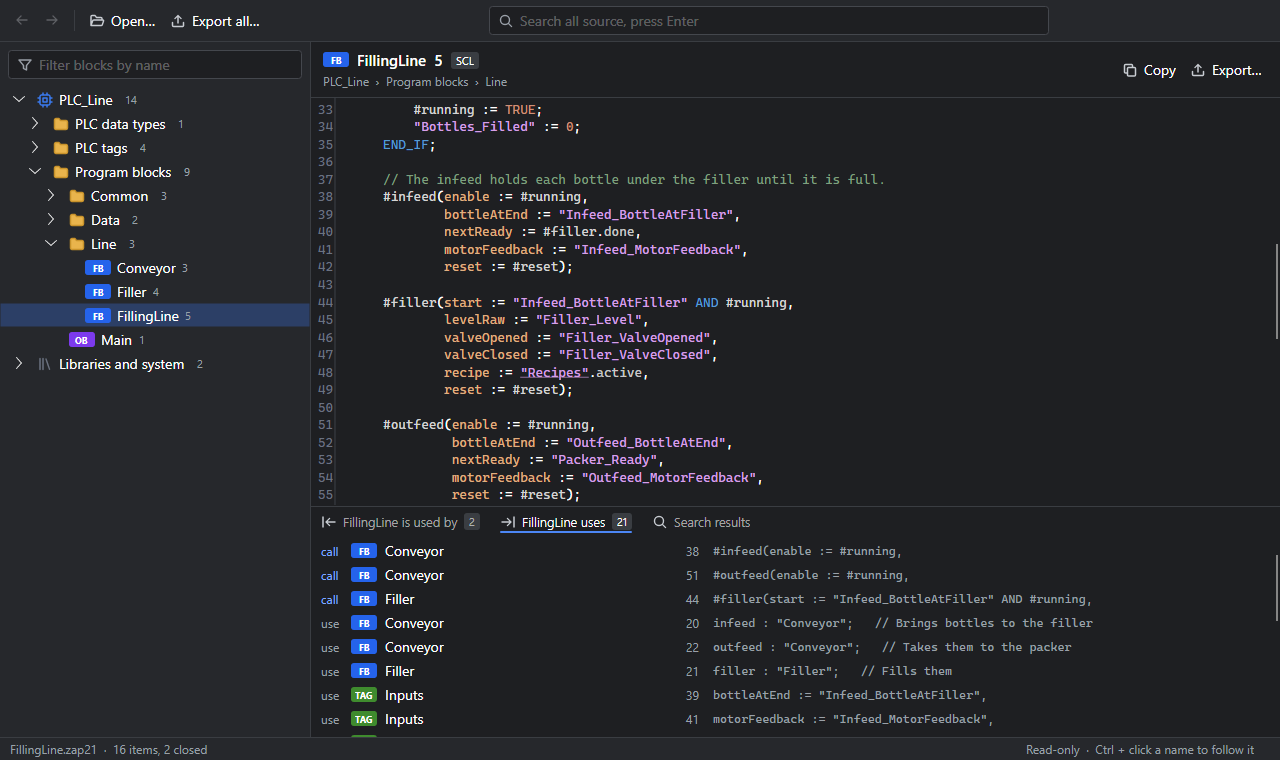 Open...
Export all...
Search all source, press Enter
Filter blocks by name
PLC_Line 14
PLC data types 1
PLC tags 4
Program blocks 9
Common 3
Data 2
Line 3
FB Conveyor 3
FB Filler 4
FB FillingLine 5
OB Main 1
Libraries and system 2
FB FillingLine 5 SCL
PLC_Line › Program blocks › Line
Copy
Export...
33 #running := TRUE;
34 "Bottles_Filled" := 0;
35 END_IF;
36
37 // The infeed holds each bottle under the filler until it is full.
38 #infeed(enable := #running,
39 bottleAtEnd := "Infeed_BottleAtFiller",
40 nextReady := #filler.done,
41 motorFeedback := "Infeed_MotorFeedback",
42 reset := #reset);
43
44 #filler(start := "Infeed_BottleAtFiller" AND #running,
45 levelRaw := "Filler_Level",
46 valveOpened := "Filler_ValveOpened",
47 valveClosed := "Filler_ValveClosed",
48 recipe := "Recipes".active,
49 reset := #reset);
50
51 #outfeed(enable := #running,
52 bottleAtEnd := "Outfeed_BottleAtEnd",
53 nextReady := "Packer_Ready",
54 motorFeedback := "Outfeed_MotorFeedback",
55 reset := #reset);
FillingLine is used by 2
FillingLine uses 21
Search results
call FB Conveyor 38 #infeed(enable := #running,
call FB Conveyor 51 #outfeed(enable := #running,
call FB Filler 44 #filler(start := "Infeed_BottleAtFiller" AND #running,
use FB Conveyor 20 infeed : "Conveyor"; // Brings bottles to the filler
use FB Conveyor 22 outfeed : "Conveyor"; // Takes them to the packer
use FB Filler 21 filler : "Filler"; // Fills them
use TAG Inputs 39 bottleAtEnd := "Infeed_BottleAtFiller",
use TAG Inputs 41 motorFeedback := "Infeed_MotorFeedback",
FillingLine.zap21 · 16 items, 2 closed
Read-only · Ctrl + click a name to follow it